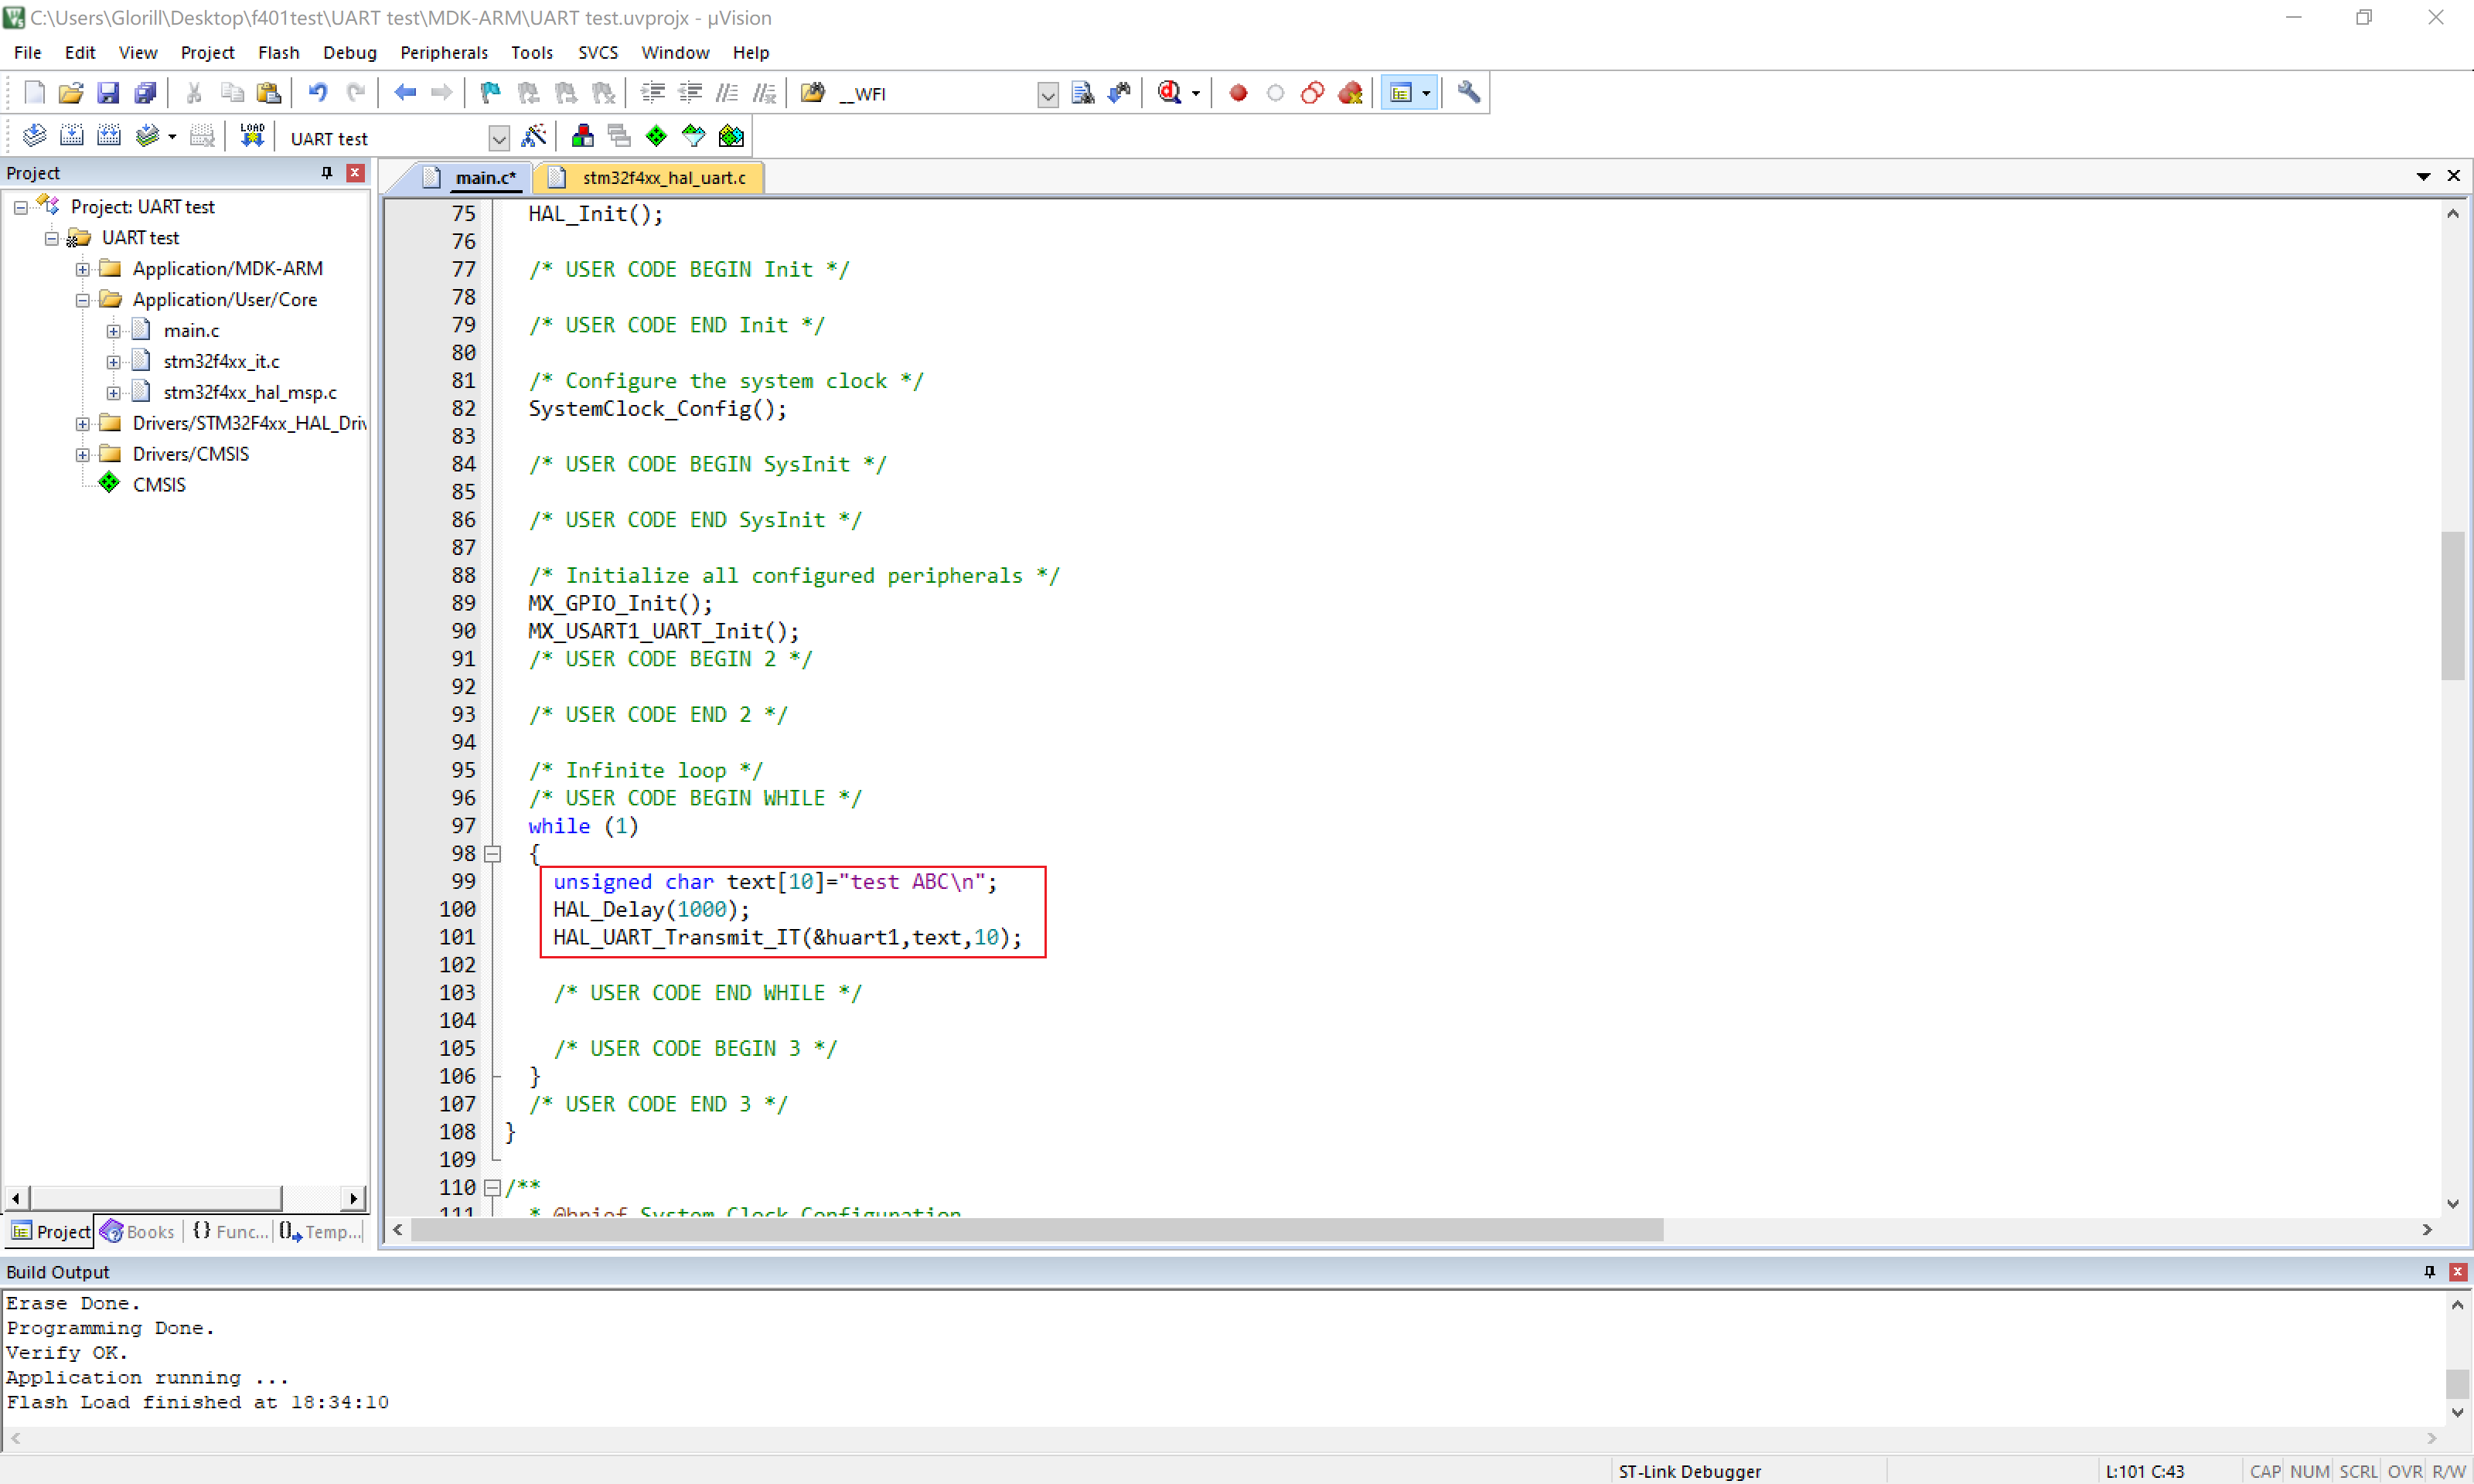 C:\Users\Glorill\Desktop\f401test\UART test\MDK-ARM\UART test.uvprojx - µVision
File Edit View Project Flash Debug Peripherals Tools SVCS Window Help
__WFI
LOAD UART test
Project
Project: UART test
UART test
Application/MDK-ARM
Application/User/Core
main.c
stm32f4xx_it.c
stm32f4xx_hal_msp.c
Drivers/STM32F4xx_HAL_Driv
Drivers/CMSIS
CMSIS
Project Books {} Func... Temp...
main.c* stm32f4xx_hal_uart.c
75 HAL_Init();
76
77 /* USER CODE BEGIN Init */
78
79 /* USER CODE END Init */
80
81 /* Configure the system clock */
82 SystemClock_Config();
83
84 /* USER CODE BEGIN SysInit */
85
86 /* USER CODE END SysInit */
87
88 /* Initialize all configured peripherals */
89 MX_GPIO_Init();
90 MX_USART1_UART_Init();
91 /* USER CODE BEGIN 2 */
92
93 /* USER CODE END 2 */
94
95 /* Infinite loop */
96 /* USER CODE BEGIN WHILE */
97 while (1)
98 {
99 unsigned char text[10]="test ABC\n";
100 HAL_Delay(1000);
101 HAL_UART_Transmit_IT(&huart1,text,10);
102
103 /* USER CODE END WHILE */
104
105 /* USER CODE BEGIN 3 */
106 }
107 /* USER CODE END 3 */
108 }
109
110 /**
111 * @brief System Clock Configuration
Build Output
Erase Done.
Programming Done.
Verify OK.
Application running ...
Flash Load finished at 18:34:10
ST-Link Debugger L:101 C:43 CAP NUM SCRL OVR R/W